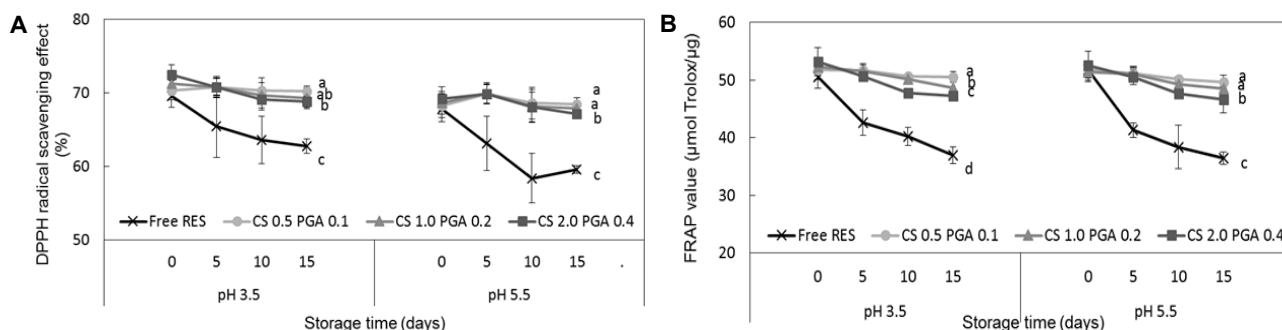 A
DPPH radical scavenging effect
(%)
80
70
60
50
a
ab
b
c
a
a
b
c
Free RES
CS 0.5 PGA 0.1
CS 1.0 PGA 0.2
CS 2.0 PGA 0.4
0 5 10 15 0 5 10 15 .
pH 3.5 pH 5.5
Storage time (days)
B
FRAP value (μmol Trolox/μg)
60
50
40
30
20
a
b
c
d
a
a
b
c
Free RES
CS 0.5 PGA 0.1
CS 1.0 PGA 0.2
CS 2.0 PGA 0.4
0 5 10 15 0 5 10 15
pH 3.5 pH 5.5
Storage time (days)